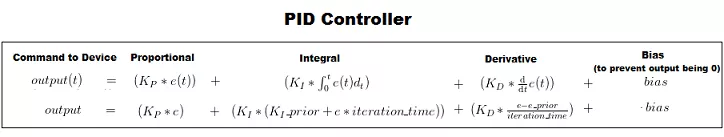 PID Controller
Command to Device Proportional Integral Derivative Bias
(to prevent output being 0)
output(t) = (K_P * e(t)) + (K_I * ∫_0^t e(t)d_t) + (K_D * d/dt e(t)) + bias
output = (K_P * e) + (K_I * (K_I_prior + e * iteration_time)) + (K_D * e−e_prior/iteration_time) + bias